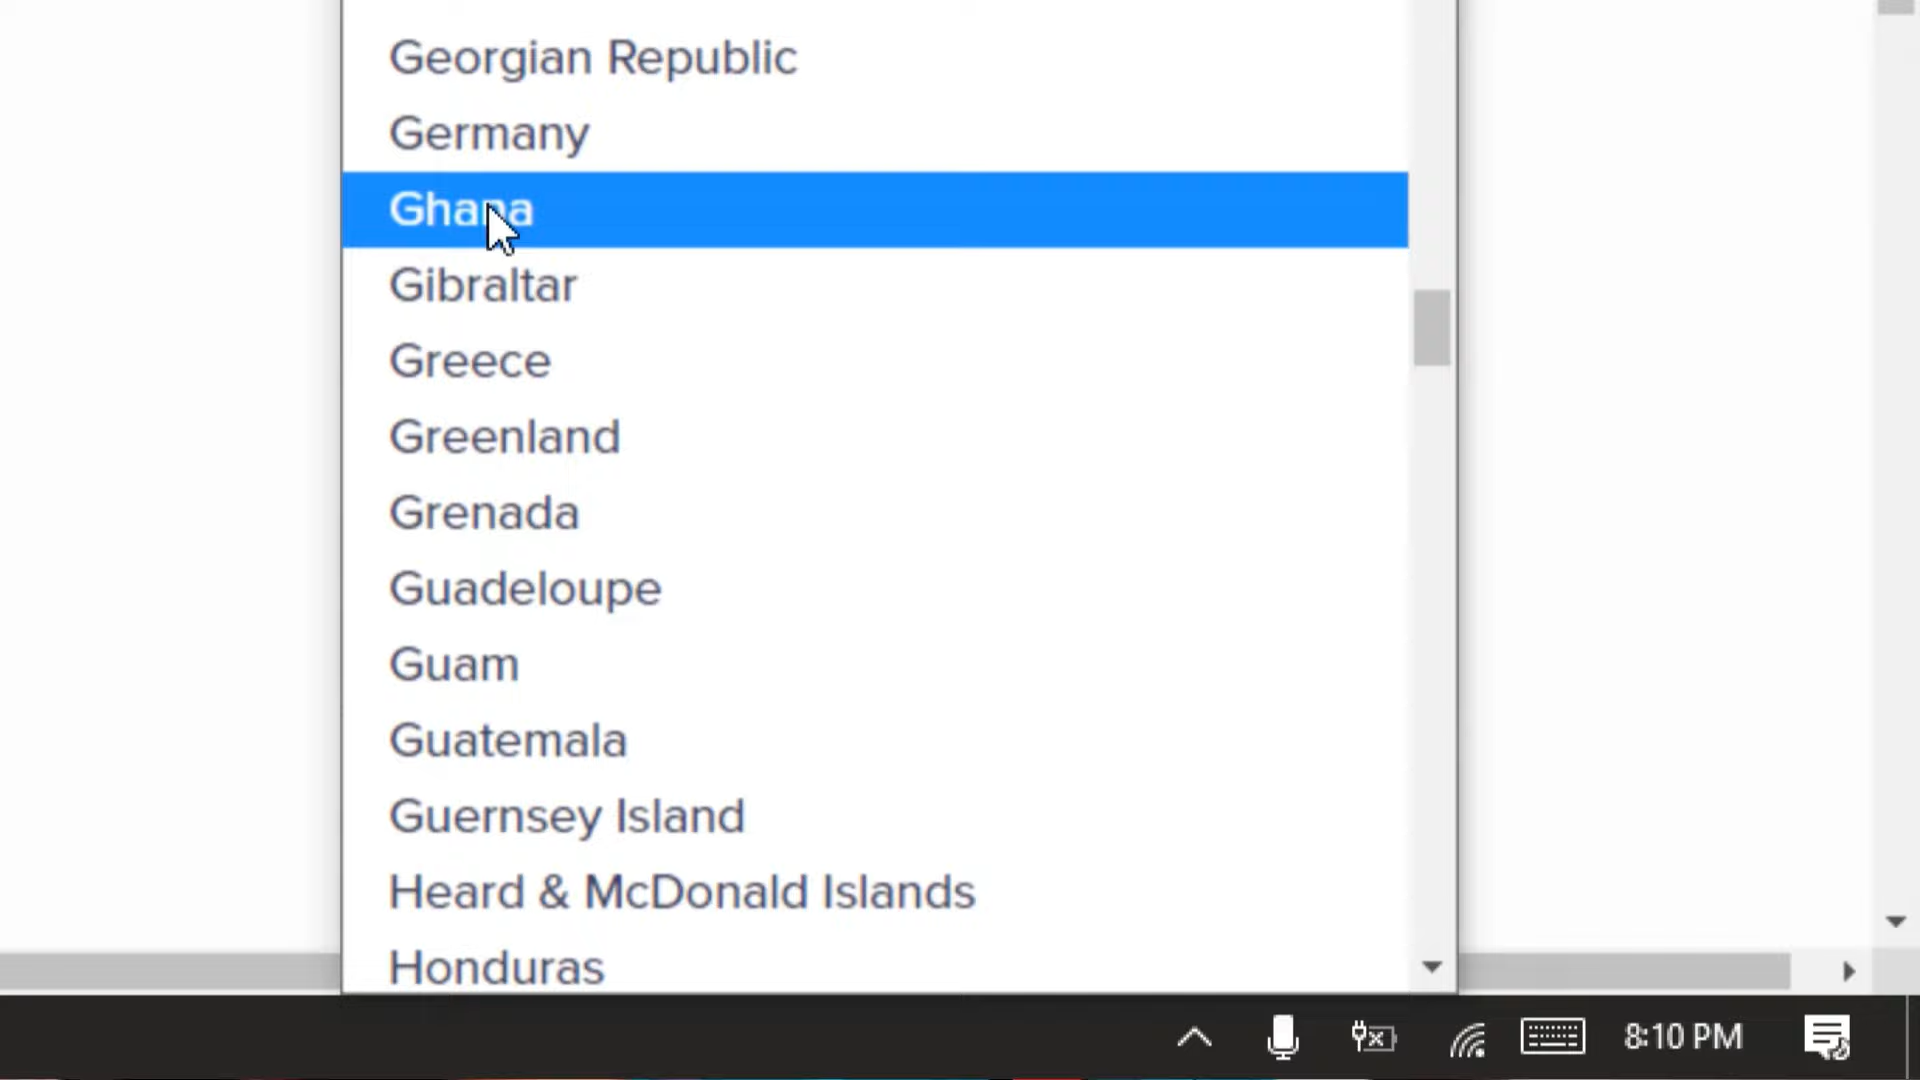 Georgian Republic
Germany
Ghana
Gibraltar
Greece
Greenland
Grenada
Guadeloupe
Guam
Guatemala
Guernsey Island
Heard & McDonald Islands
Honduras
8:10 PM